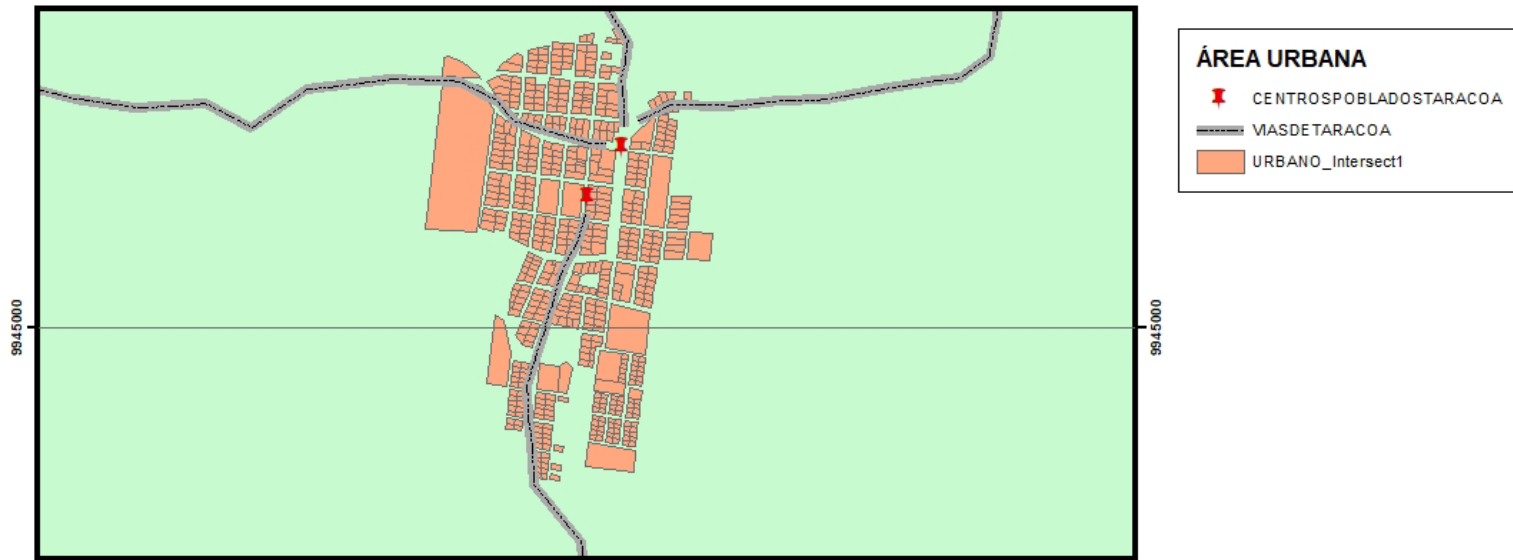 ÁREA URBANA
CENTROSPOBLADOSTARACOA
VIASDETARACOA
URBANO_Intersect1
9945000
9945000